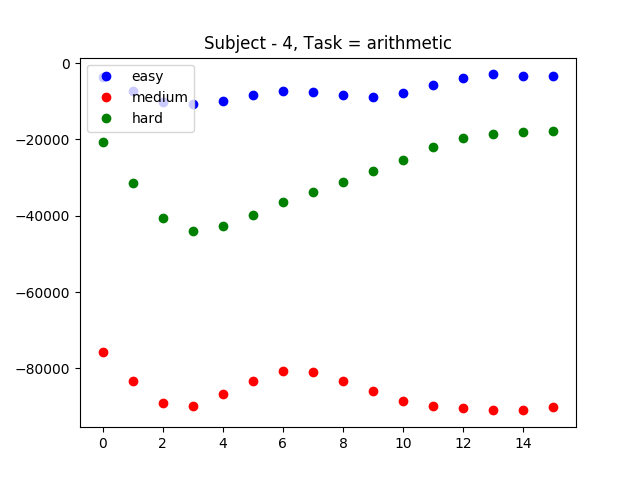 Subject - 4, Task = arithmetic
easy
medium
hard
0
−20000
−40000
−60000
−80000
0 2 4 6 8 10 12 14